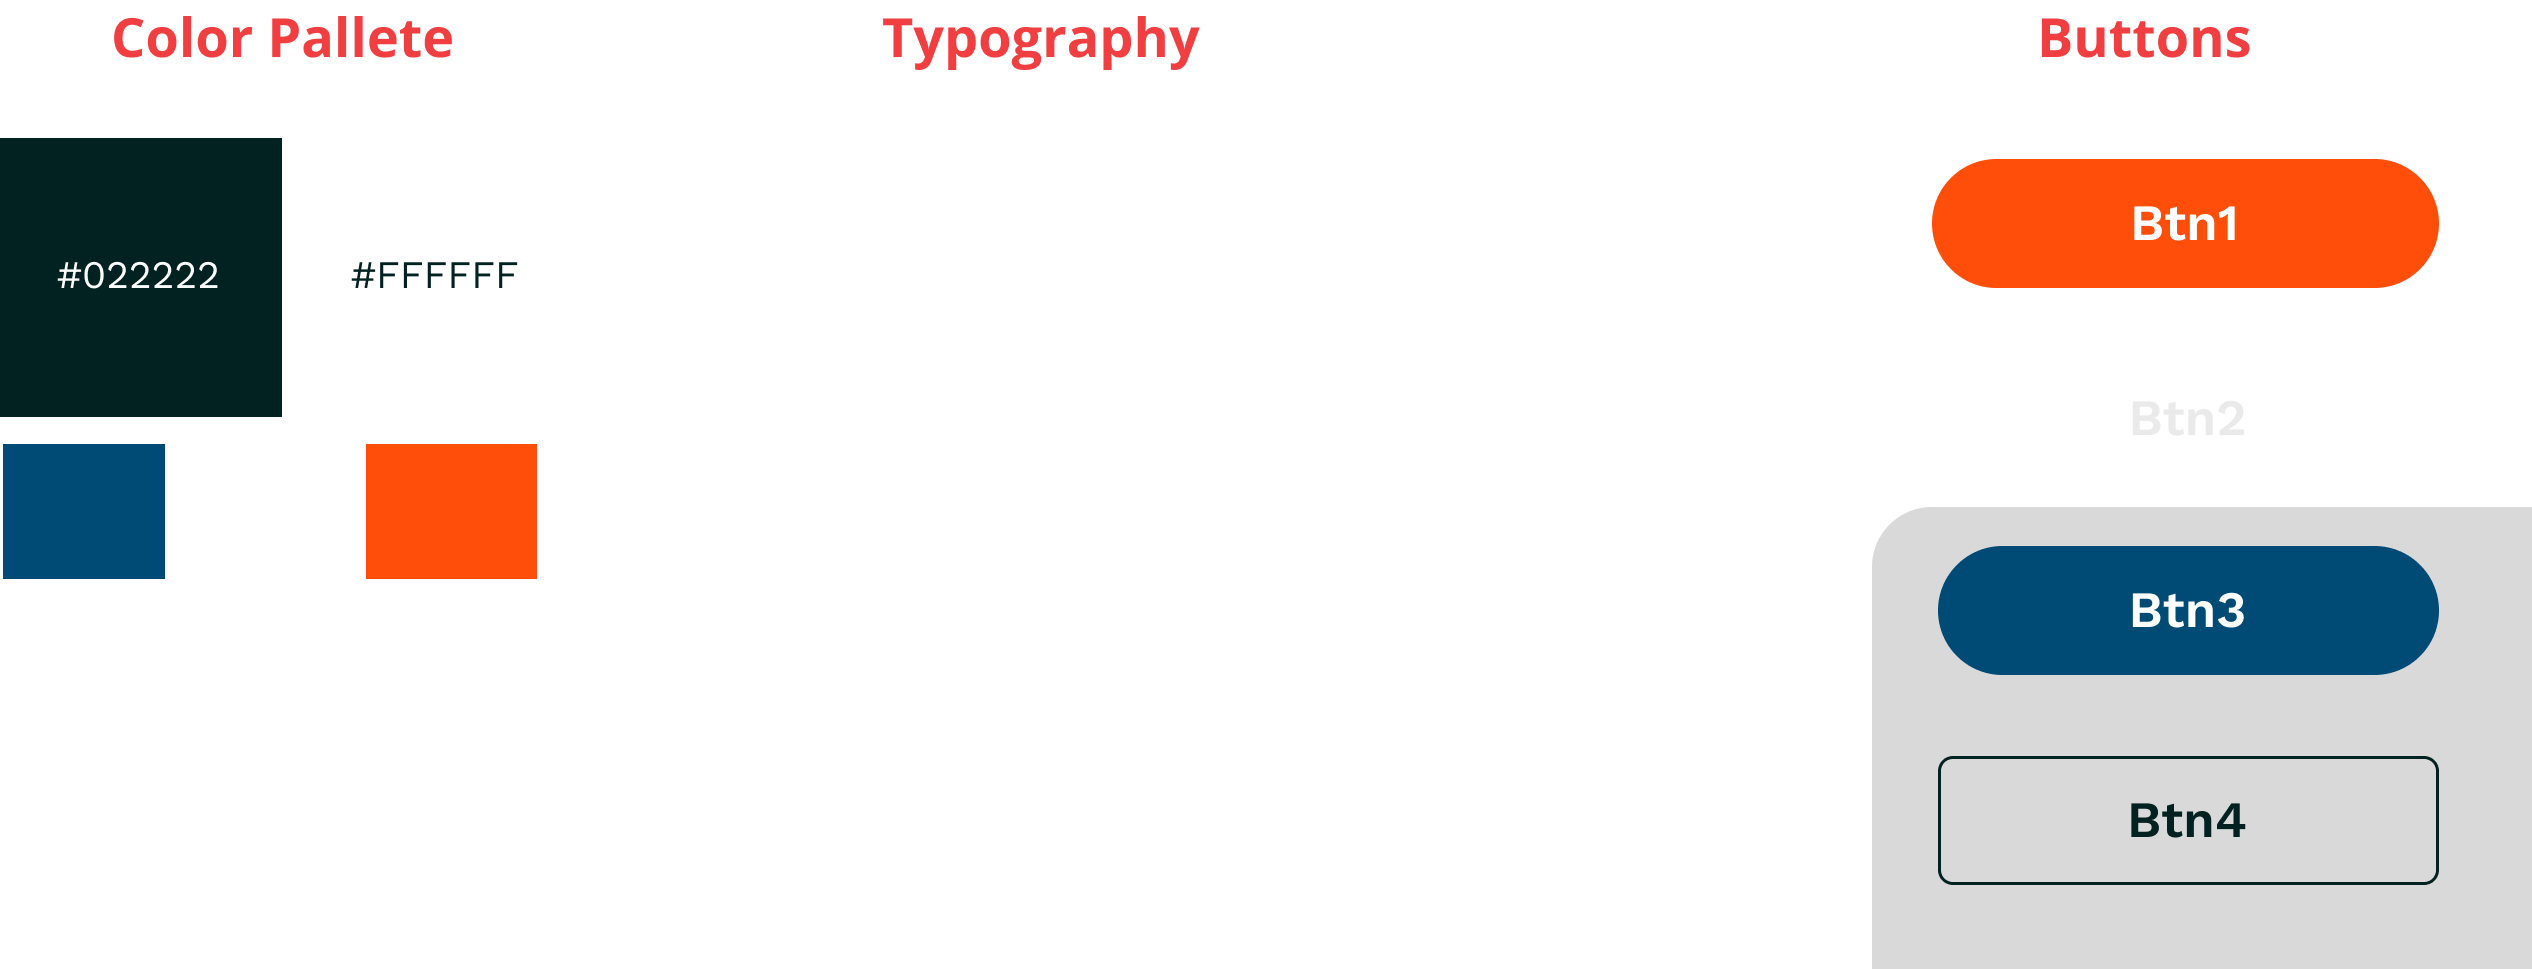 Color Pallete
Typography
Buttons
#022222
#FFFFFF
Btn1
Btn2
Btn3
Btn4